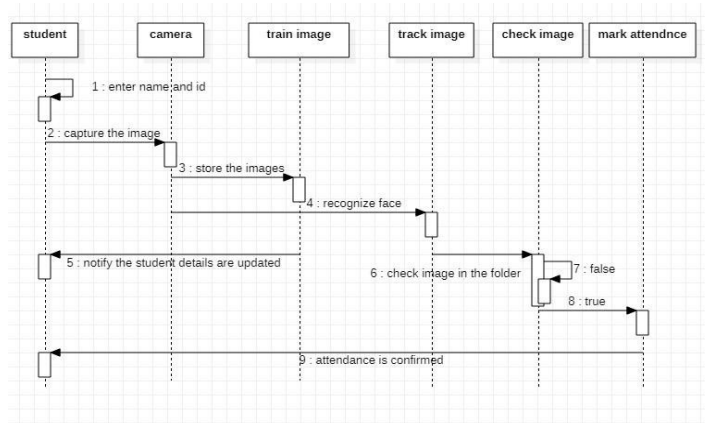 student
camera
train image
track image
check image
mark attendnce
1 : enter name and id
2 : capture the image
3 : store the images
4 : recognize face
5 : notify the student details are updated
6 : check image in the folder
7 : false
8 : true
9 : attendance is confirmed